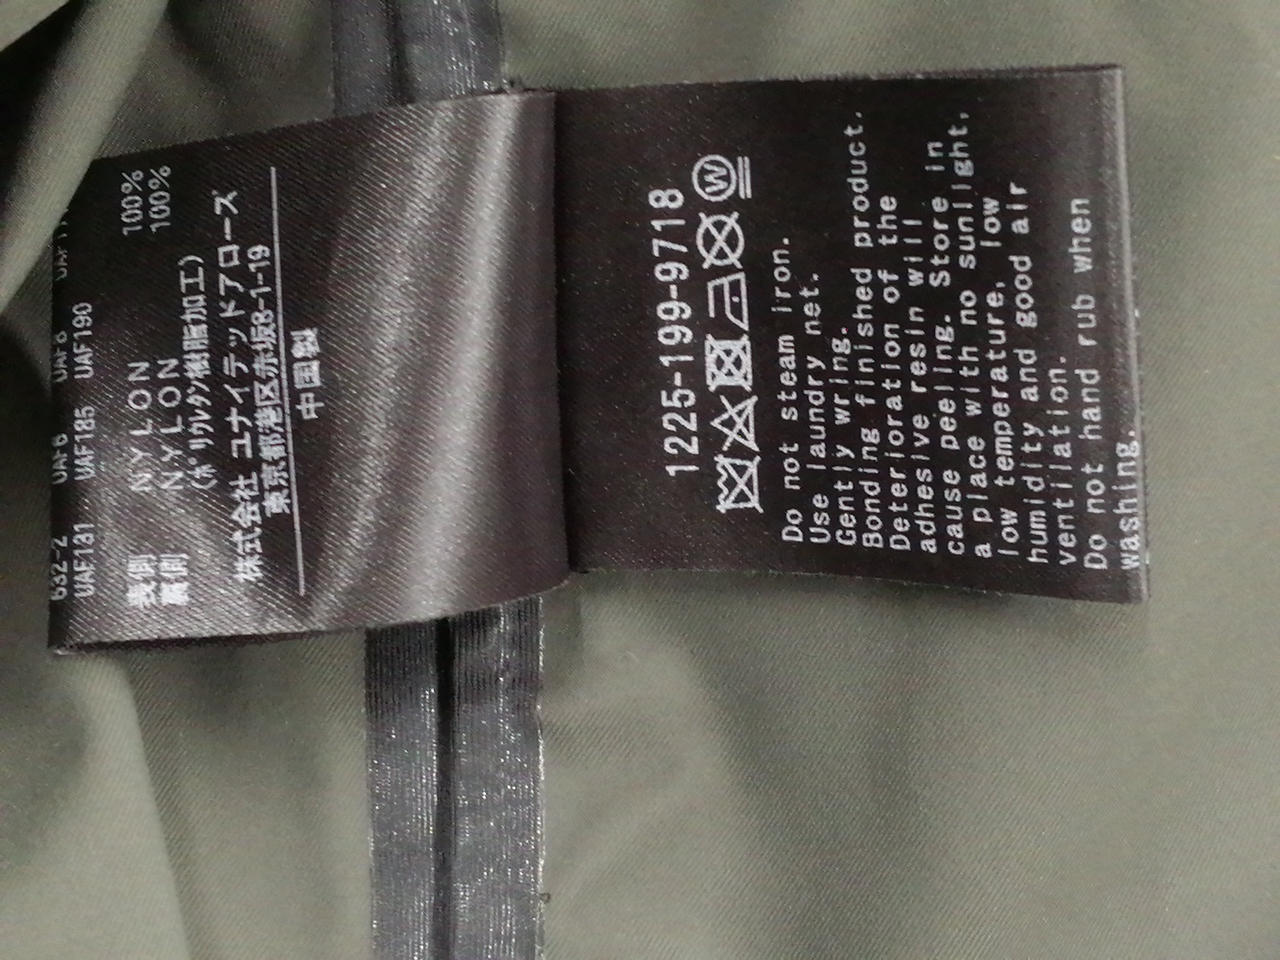 632-2 UAF6 UAF8
UAF131 UAF185 UAF190
表側 NYLON 100%
裏側 NYLON 100%
(ﾎﾟﾘｳﾚﾀﾝ樹脂加工)
株式会社 ユナイテッドアローズ
東京都港区赤坂8-1-19
中国製
1225-199-9718
W
Do not steam iron.
Use laundry net.
Gently wring.
Bonding finished product.
Deterioration of the
adhesive resin will
cause peeling. Store in
a place with no sunlight,
low temperature, low
humidity and good air
ventilation.
Do not hand rub when
washing.